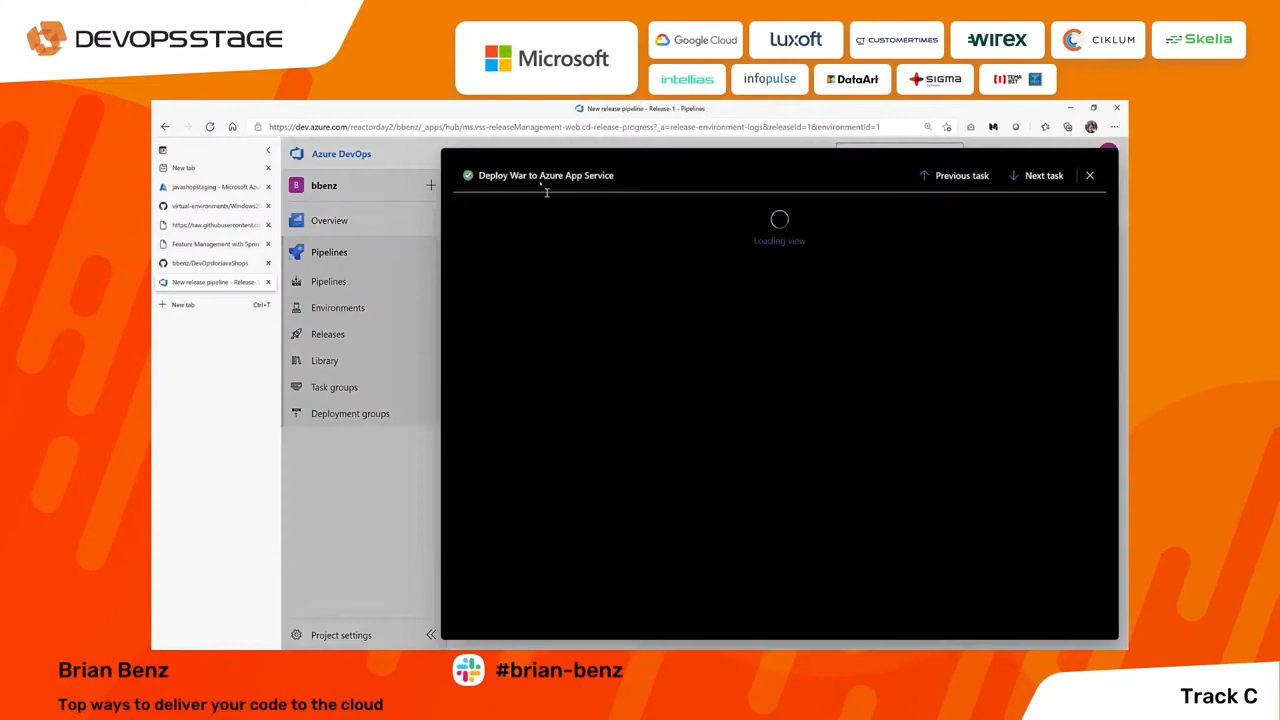 DEVOPSSTAGE
Microsoft
Google Cloud
luxoft
CUSTOMERTIMES
wirex
CIKLUM
Skelia
intellias
infopulse
DataArt
SIGMA
New release pipeline - Release-1 - Pipelines
https://dev.azure.com/reactorday2/bbenz/_apps/hub/ms.vss-releaseManagement-web.cd-release-progress?_a=release-environment-logs&releaseId=1&environmentId=1
New tab
javashopstaging - Microsoft Azu
virtual-environments/Windows2
https://raw.githubusercontent.co
Feature Management with Sprin
bbenz/DevOpsforJavaShops
New release pipeline - Release-1
New tab Ctrl+T
Azure DevOps
B bbenz
Overview
Pipelines
Pipelines
Environments
Releases
Library
Task groups
Deployment groups
Project settings
Deploy War to Azure App Service
Previous task
Next task
Loading view
Brian Benz
#brian-benz
Top ways to deliver your code to the cloud
Track C